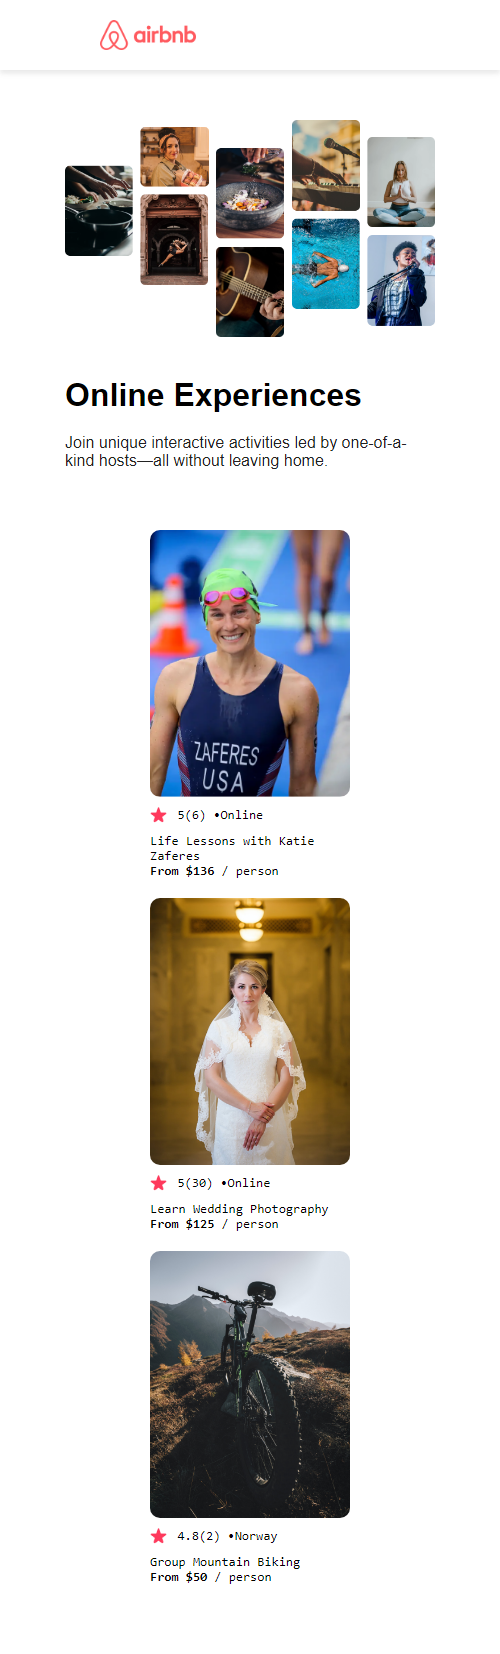 airbnb
Online Experiences
Join unique interactive activities led by one-of-a-
kind hosts—all without leaving home.
ZAFERES
USA
5(6) •Online
Life Lessons with Katie
Zaferes
From $136 / person
5(30) •Online
Learn Wedding Photography
From $125 / person
4.8(2) •Norway
Group Mountain Biking
From $50 / person